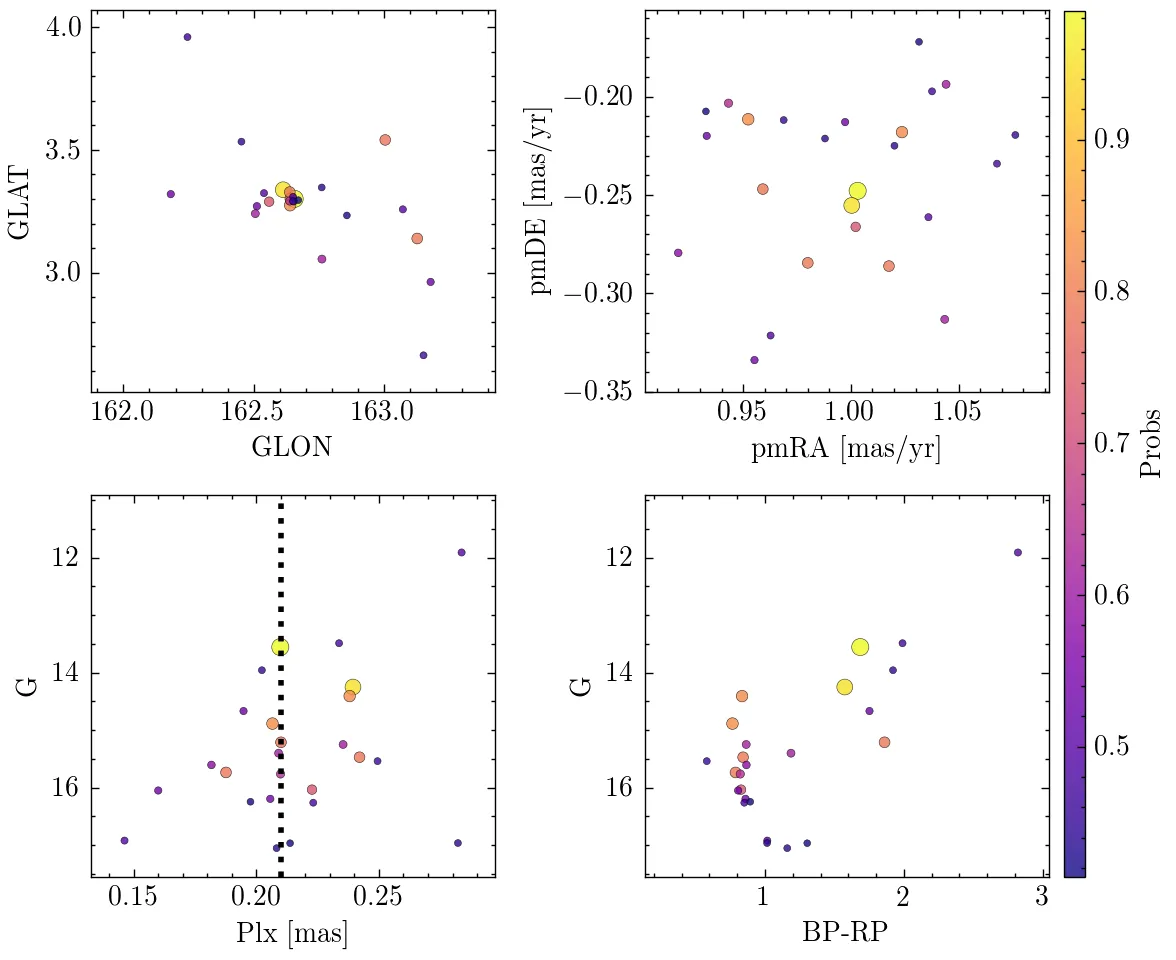 4.0
3.5
3.0
GLAT
162.0 162.5 163.0
GLON
−0.20
−0.25
−0.30
−0.35
pmDE [mas/yr]
0.95 1.00 1.05
pmRA [mas/yr]
12
14
16
G
0.15 0.20 0.25
Plx [mas]
12
14
16
G
1 2 3
BP-RP
0.9
0.8
0.7
0.6
0.5
Probs